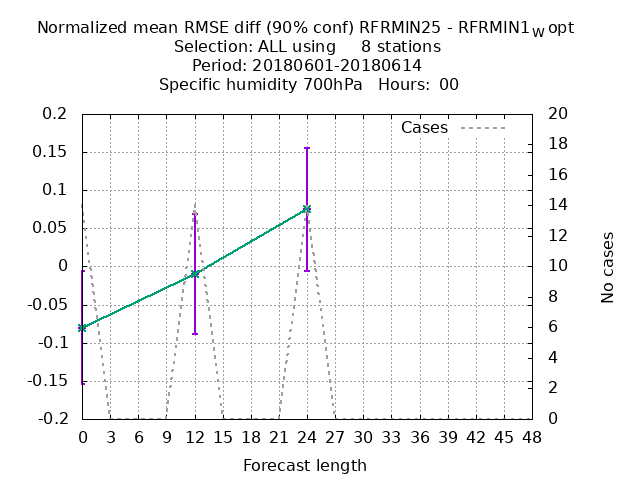 Normalized mean RMSE diff (90% conf) RFRMIN25 - RFRMIN1wopt
Selection: ALL using 8 stations
Period: 20180601-20180614
Specific humidity 700hPa Hours: 00
Cases
0.2
0.15
0.1
0.05
0
-0.05
-0.1
-0.15
-0.2
20
18
16
14
12
10
8
6
4
2
0
No cases
0 3 6 9 12 15 18 21 24 27 30 33 36 39 42 45 48
Forecast length